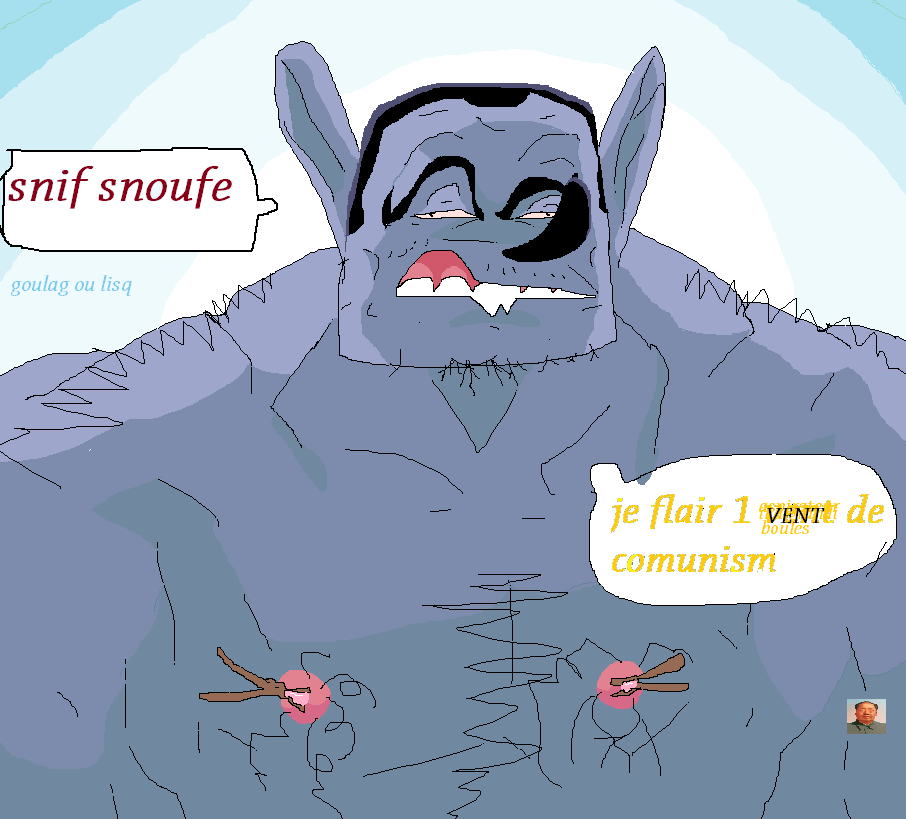 snif snoufe
goulag ou lisq
je flair 1 VENT de
boules
comunism